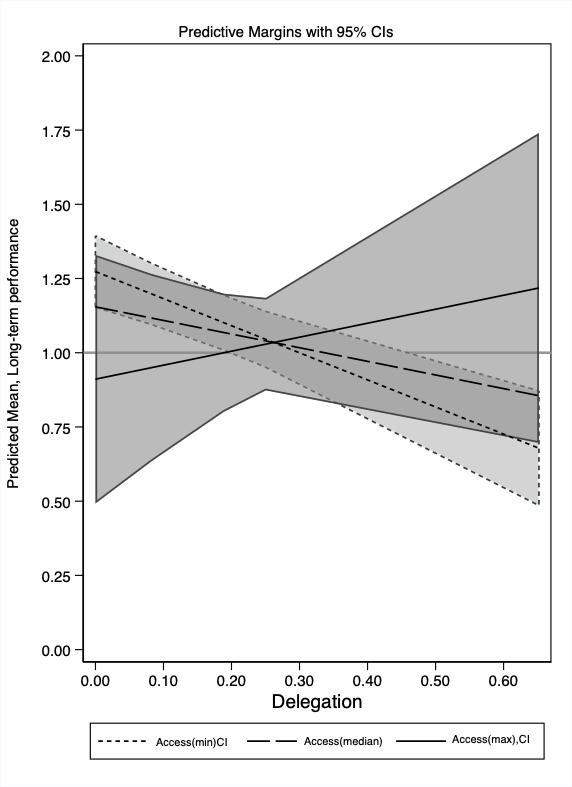 Predictive Margins with 95% CIs
2.00
1.75
1.50
1.25
1.00
0.75
0.50
0.25
0.00
Predicted Mean, Long-term performance
0.00 0.10 0.20 0.30 0.40 0.50 0.60
Delegation
Access(min)CI Access(median) Access(max),CI